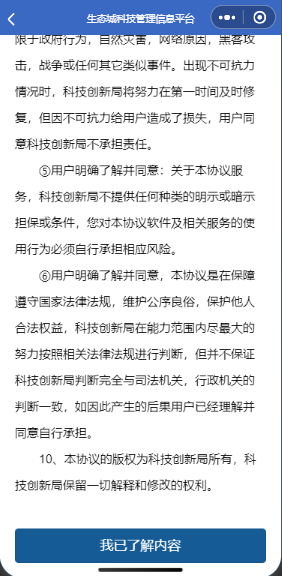 生态城科技管理信息平台
限于政府行为，自然灾害，网络原因，黑客攻
击，战争或任何其它类似事件。出现不可抗力
情况时，科技创新局将努力在第一时间及时修
复，但因不可抗力给用户造成了损失，用户同
意科技创新局不承担责任。
⑤用户明确了解并同意：关于本协议服
务，科技创新局不提供任何种类的明示或暗示
担保或条件，您对本协议软件及相关服务的使
用行为必须自行承担相应风险。
⑥用户明确了解并同意，本协议是在保障
遵守国家法律法规，维护公序良俗，保护他人
合法权益，科技创新局在能力范围内尽最大的
努力按照相关法律法规进行判断，但并不保证
科技创新局判断完全与司法机关，行政机关的
判断一致，如因此产生的后果用户已经理解并
同意自行承担。
10、本协议的版权为科技创新局所有，科
技创新局保留一切解释和修改的权利。
我已了解内容